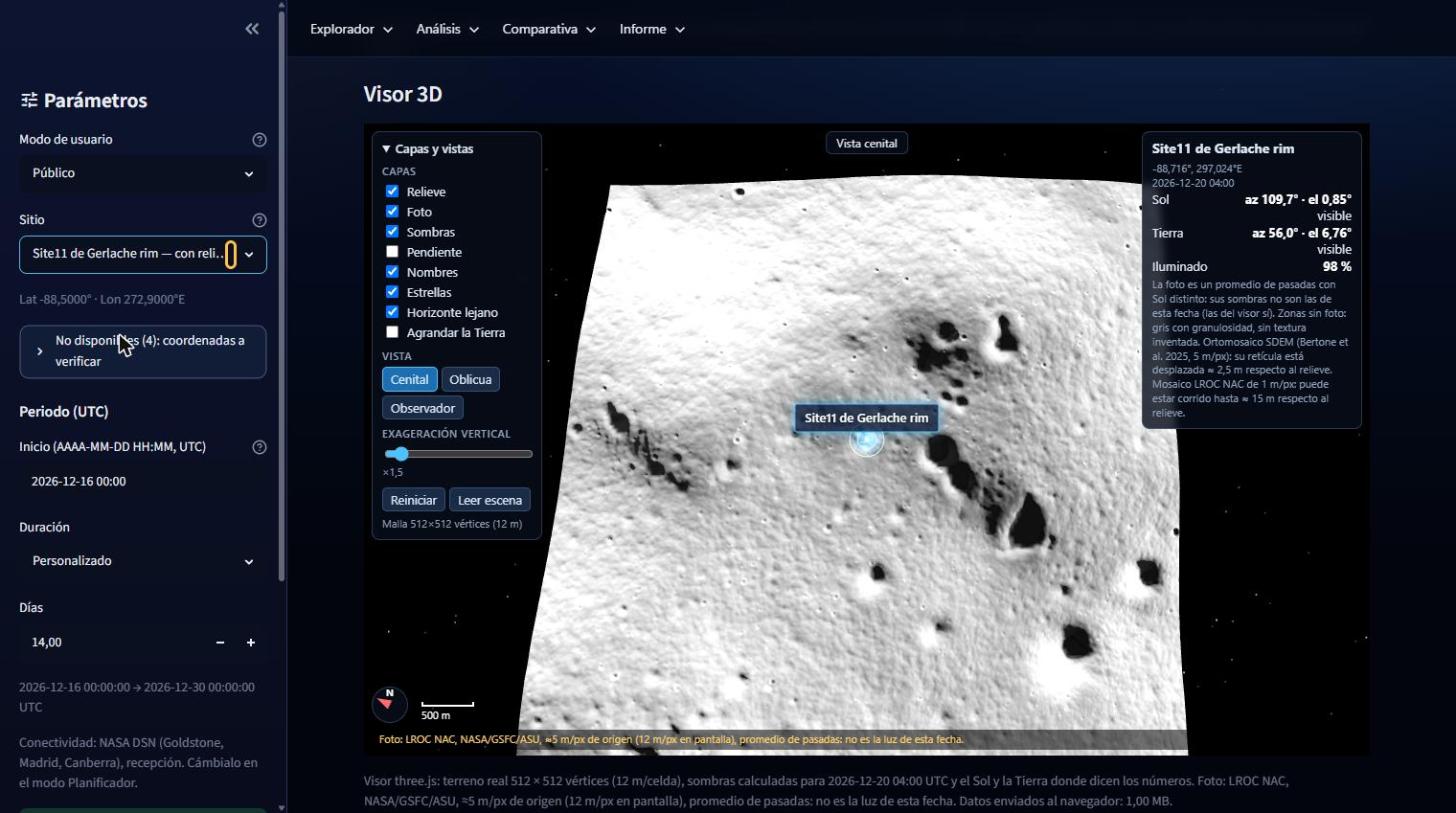 Explorador
Análisis
Comparativa
Informe
Parámetros
Modo de usuario
Público
Sitio
Site11 de Gerlache rim — con reli…
Lat -88,5000° · Lon 272,9000°E
No disponibles (4): coordenadas a
verificar
Periodo (UTC)
Inicio (AAAA-MM-DD HH:MM, UTC)
2026-12-16 00:00
Duración
Personalizado
Días
14,00
2026-12-16 00:00:00 → 2026-12-30 00:00:00
UTC
Conectividad: NASA DSN (Goldstone,
Madrid, Canberra), recepción. Cámbialo en
el modo Planificador.
Visor 3D
Capas y vistas
CAPAS
Relieve
Foto
Sombras
Pendiente
Nombres
Estrellas
Horizonte lejano
Agrandar la Tierra
VISTA
Cenital
Oblicua
Observador
EXAGERACIÓN VERTICAL
×1,5
Reiniciar
Leer escena
Malla 512×512 vértices (12 m)
Vista cenital
Site11 de Gerlache rim
Site11 de Gerlache rim
-88,716°, 297,024°E
2026-12-20 04:00
Sol az 109,7° · el 0,85°
visible
Tierra az 56,0° · el 6,76°
visible
Iluminado 98 %
La foto es un promedio de pasadas con
Sol distinto: sus sombras no son las de
esta fecha (las del visor sí). Zonas sin foto:
gris con granulosidad, sin textura
inventada. Ortomosaico SDEM (Bertone et
al. 2025, 5 m/px): su retícula está
desplazada ≈ 2,5 m respecto al relieve.
Mosaico LROC NAC de 1 m/px: puede
estar corrido hasta ≈ 15 m respecto al
relieve.
N
500 m
Foto: LROC NAC, NASA/GSFC/ASU, ≈5 m/px de origen (12 m/px en pantalla), promedio de pasadas: no es la luz de esta fecha.
Visor three.js: terreno real 512 × 512 vértices (12 m/celda), sombras calculadas para 2026-12-20 04:00 UTC y el Sol y la Tierra donde dicen los números. Foto: LROC NAC,
NASA/GSFC/ASU, ≈5 m/px de origen (12 m/px en pantalla), promedio de pasadas: no es la luz de esta fecha. Datos enviados al navegador: 1,00 MB.